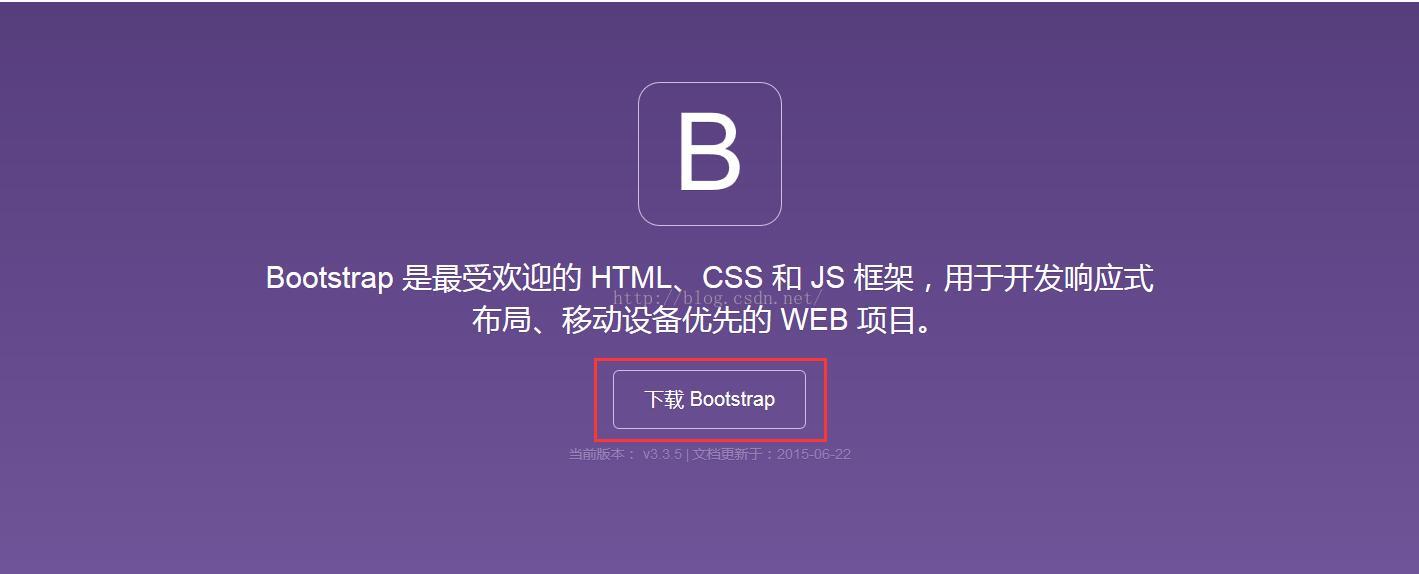 B
Bootstrap 是最受欢迎的 HTML、CSS 和 JS 框架，用于开发响应式
http://blog.csdn.net/
布局、移动设备优先的 WEB 项目。
下载 Bootstrap
当前版本： v3.3.5 | 文档更新于：2015-06-22